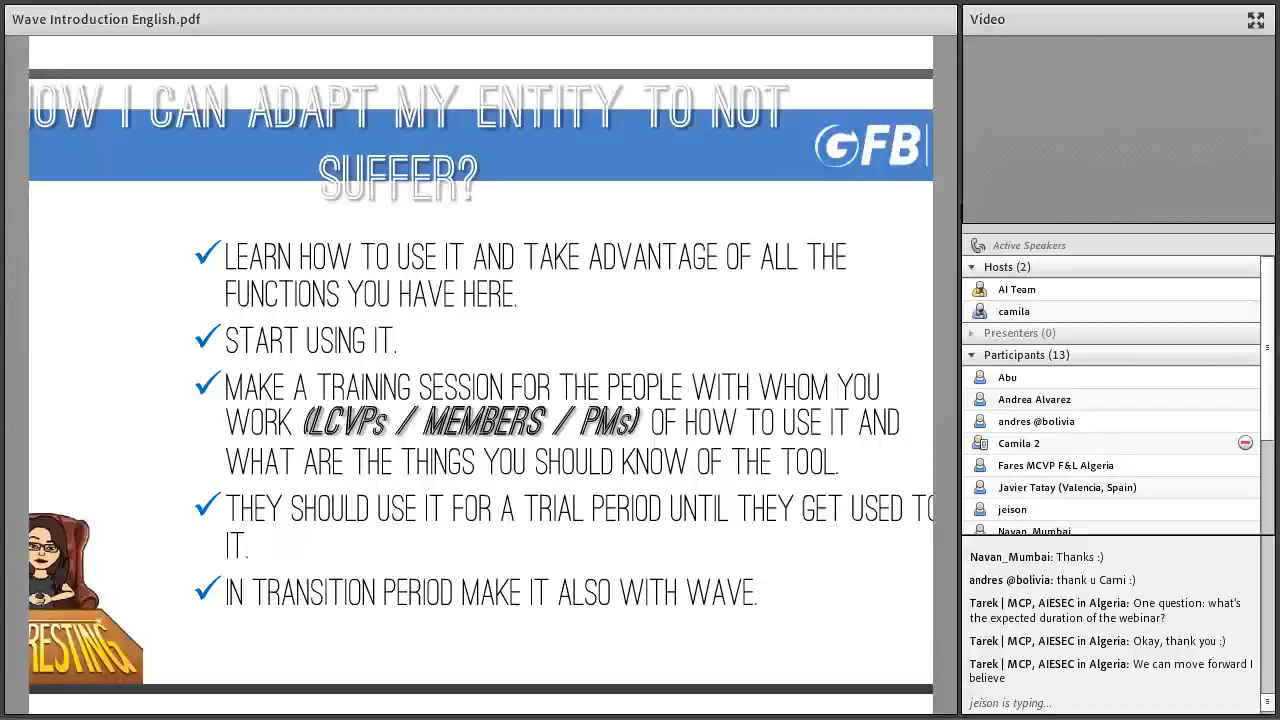 Wave Introduction English.pdf
OW I CAN ADAPT MY ENTITY TO NOT
SUFFER?
GFB
LEARN HOW TO USE IT AND TAKE ADVANTAGE OF ALL THE
FUNCTIONS YOU HAVE HERE.
START USING IT.
MAKE A TRAINING SESSION FOR THE PEOPLE WITH WHOM YOU
WORK (LCVPs / MEMBERS / PMs) OF HOW TO USE IT AND
WHAT ARE THE THINGS YOU SHOULD KNOW OF THE TOOL.
THEY SHOULD USE IT FOR A TRIAL PERIOD UNTIL THEY GET USED TO
IT.
IN TRANSITION PERIOD MAKE IT ALSO WITH WAVE.
RESTING
Video
Active Speakers
Hosts (2)
AI Team
camila
Presenters (0)
Participants (13)
Abu
Andrea Alvarez
andres @bolivia
Camila 2
Fares MCVP F&L Algeria
Javier Tatay (Valencia, Spain)
jeison
Navan_Mumbai
Navan_Mumbai: Thanks :)
andres @bolivia: thank u Cami :)
Tarek | MCP, AIESEC in Algeria: One question: what's
the expected duration of the webinar?
Tarek | MCP, AIESEC in Algeria: Okay, thank you :)
Tarek | MCP, AIESEC in Algeria: We can move forward I
believe
jeison is typing...